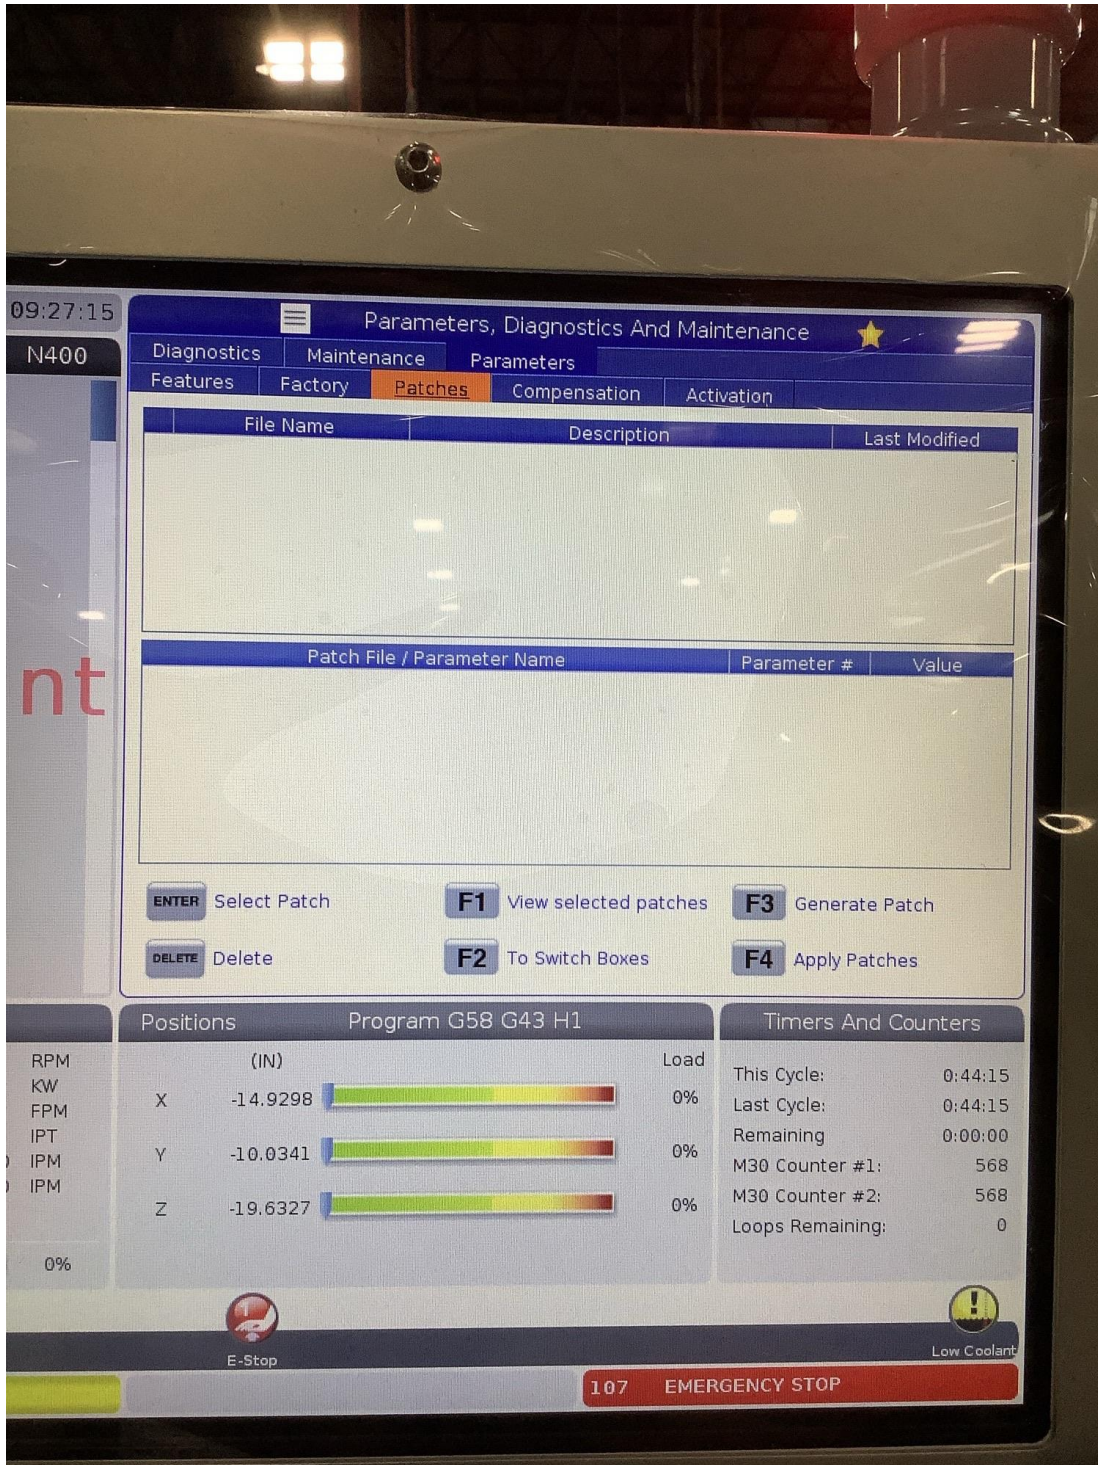 09:27:15
N400
nt
Parameters, Diagnostics And Maintenance
Diagnostics Maintenance Parameters
Features Factory Patches Compensation Activation
File Name Description Last Modified
Patch File / Parameter Name Parameter # Value
ENTER Select Patch F1 View selected patches F3 Generate Patch
DELETE Delete F2 To Switch Boxes F4 Apply Patches
RPM
KW
FPM
IPT
IPM
IPM
0%
Positions Program G58 G43 H1
(IN) Load
X -14.9298 0%
Y -10.0341 0%
Z -19.6327 0%
Timers And Counters
This Cycle: 0:44:15
Last Cycle: 0:44:15
Remaining 0:00:00
M30 Counter #1: 568
M30 Counter #2: 568
Loops Remaining: 0
E-Stop
Low Coolant
107 EMERGENCY STOP